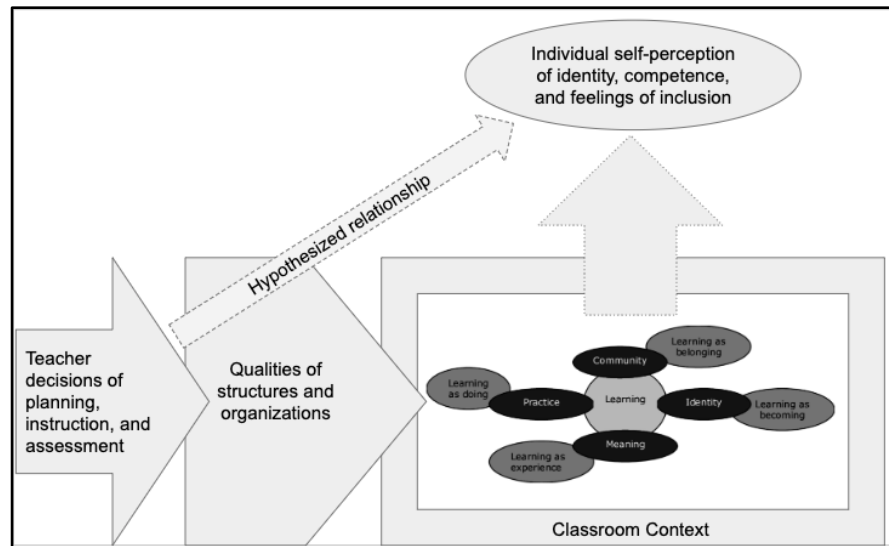 Individual self-perception
of identity, competence,
and feelings of inclusion
Hypothesized relationship
Teacher
decisions of
planning,
instruction, and
assessment
Qualities of
structures and
organizations
Community
Learning as
belonging
Learning
as doing
Practice
Learning
Identity
Learning as
becoming
Meaning
Learning as
experience
Classroom Context